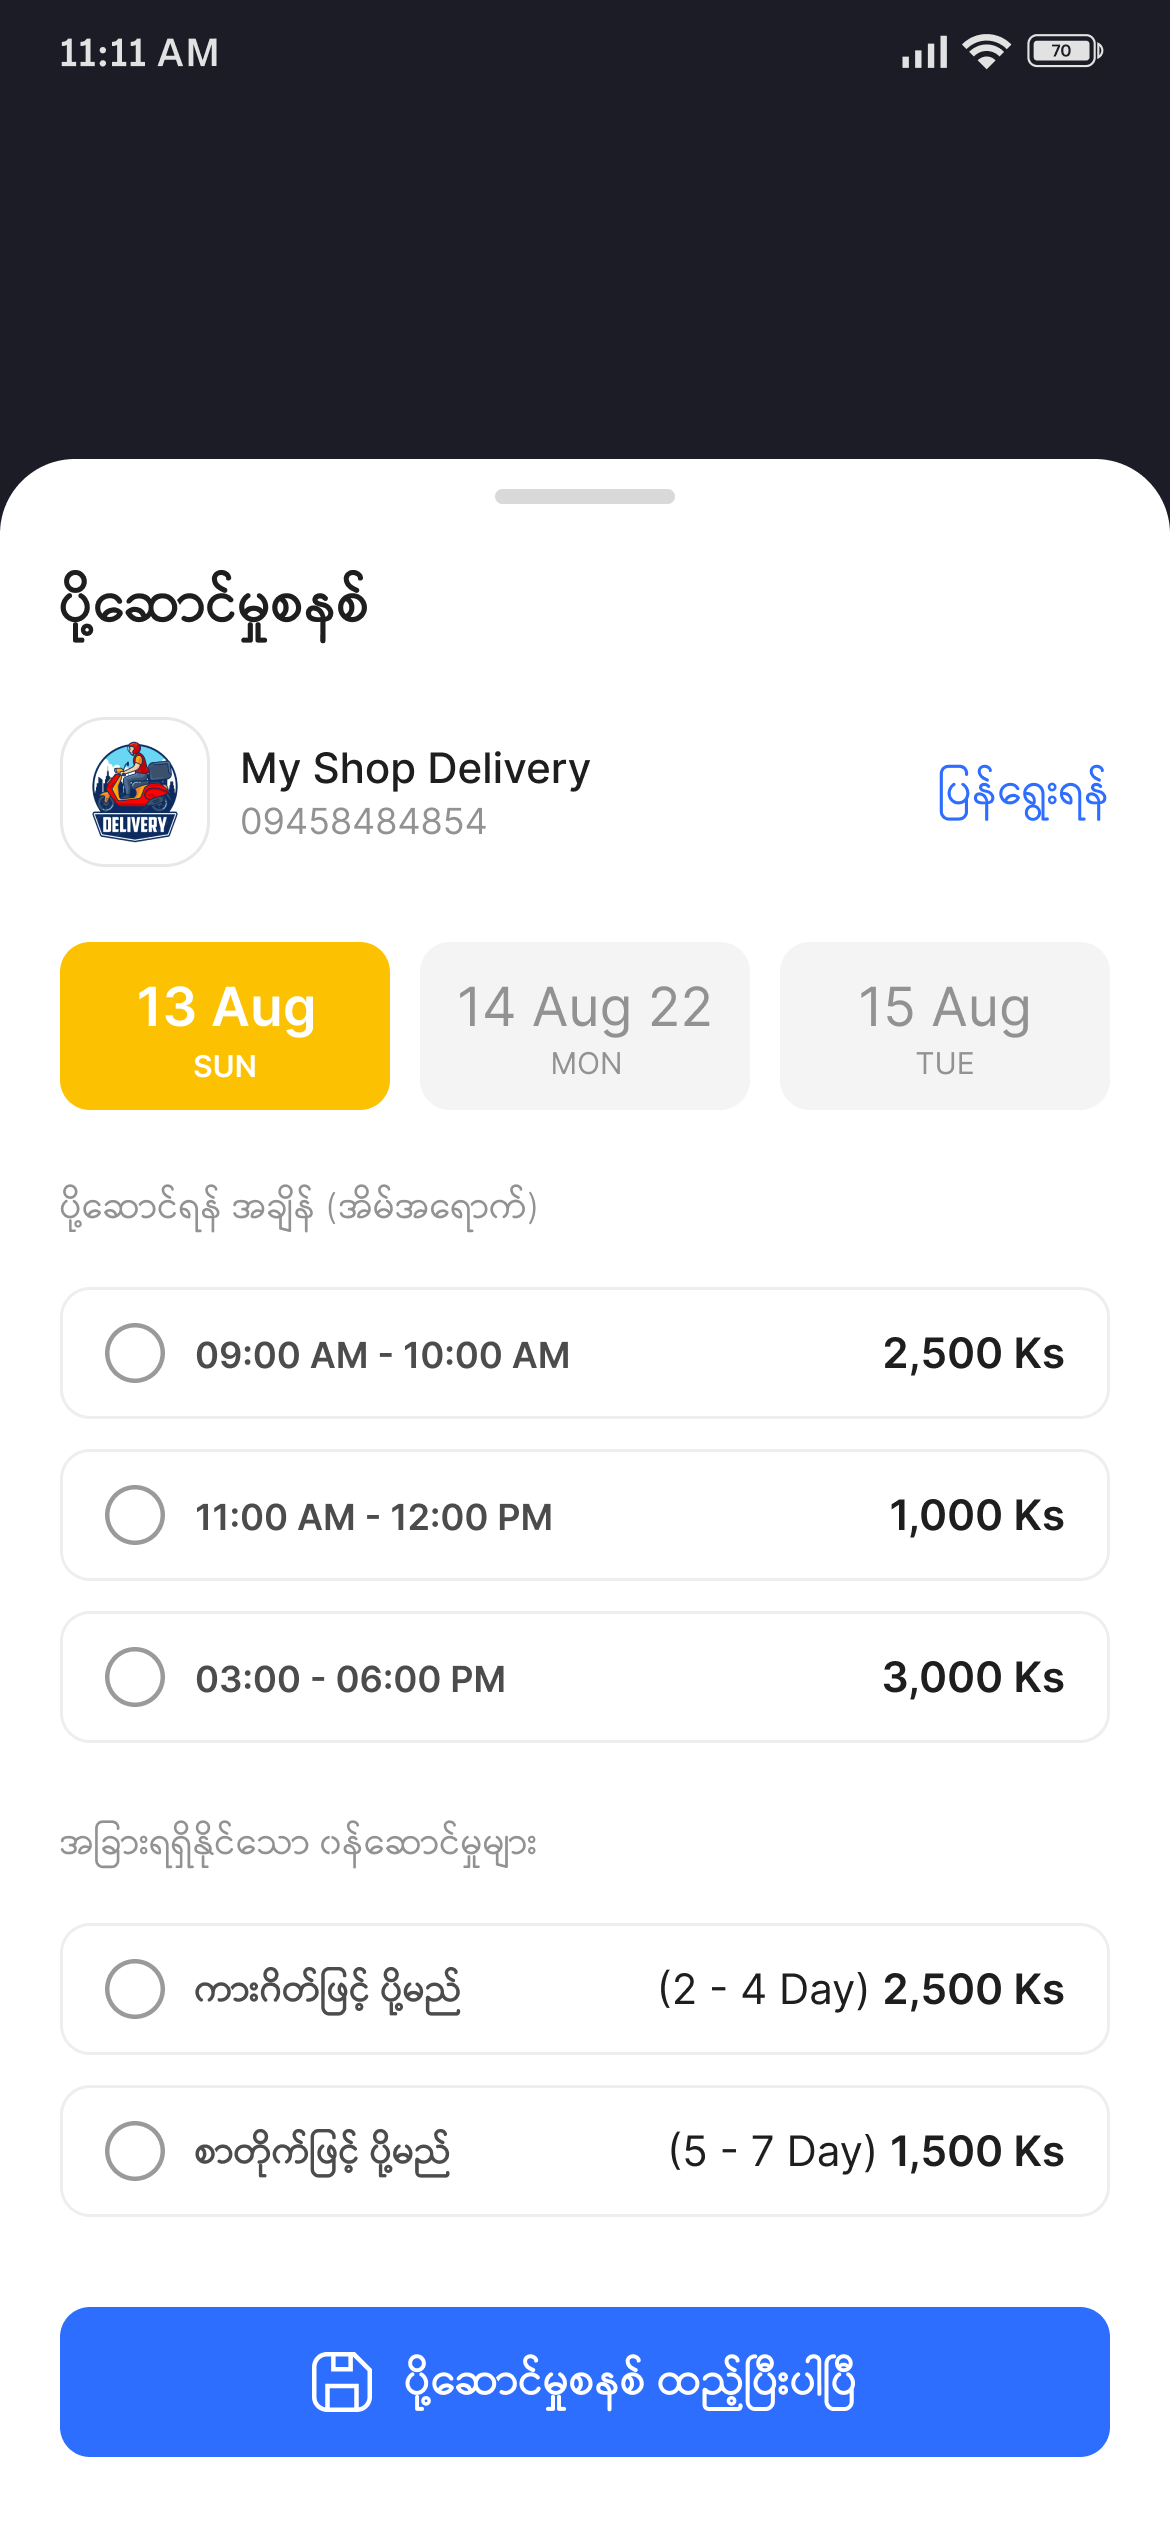 11:11 AM
70
ပို့ဆောင်မှုစနစ်
My Shop Delivery
09458484854
ပြန်ရွေးရန်
DELIVERY
13 Aug
SUN
14 Aug 22
MON
15 Aug
TUE
ပို့ဆောင်ရန် အချိန် (အိမ်အရောက်)
09:00 AM - 10:00 AM
2,500 Ks
11:00 AM - 12:00 PM
1,000 Ks
03:00 - 06:00 PM
3,000 Ks
အခြားရရှိနိုင်သော ဝန်ဆောင်မှုများ
ကားဂိတ်ဖြင့် ပို့မည်
(2 - 4 Day) 2,500 Ks
စာတိုက်ဖြင့် ပို့မည်
(5 - 7 Day) 1,500 Ks
ပို့ဆောင်မှုစနစ် ထည့်ပြီးပါပြီ